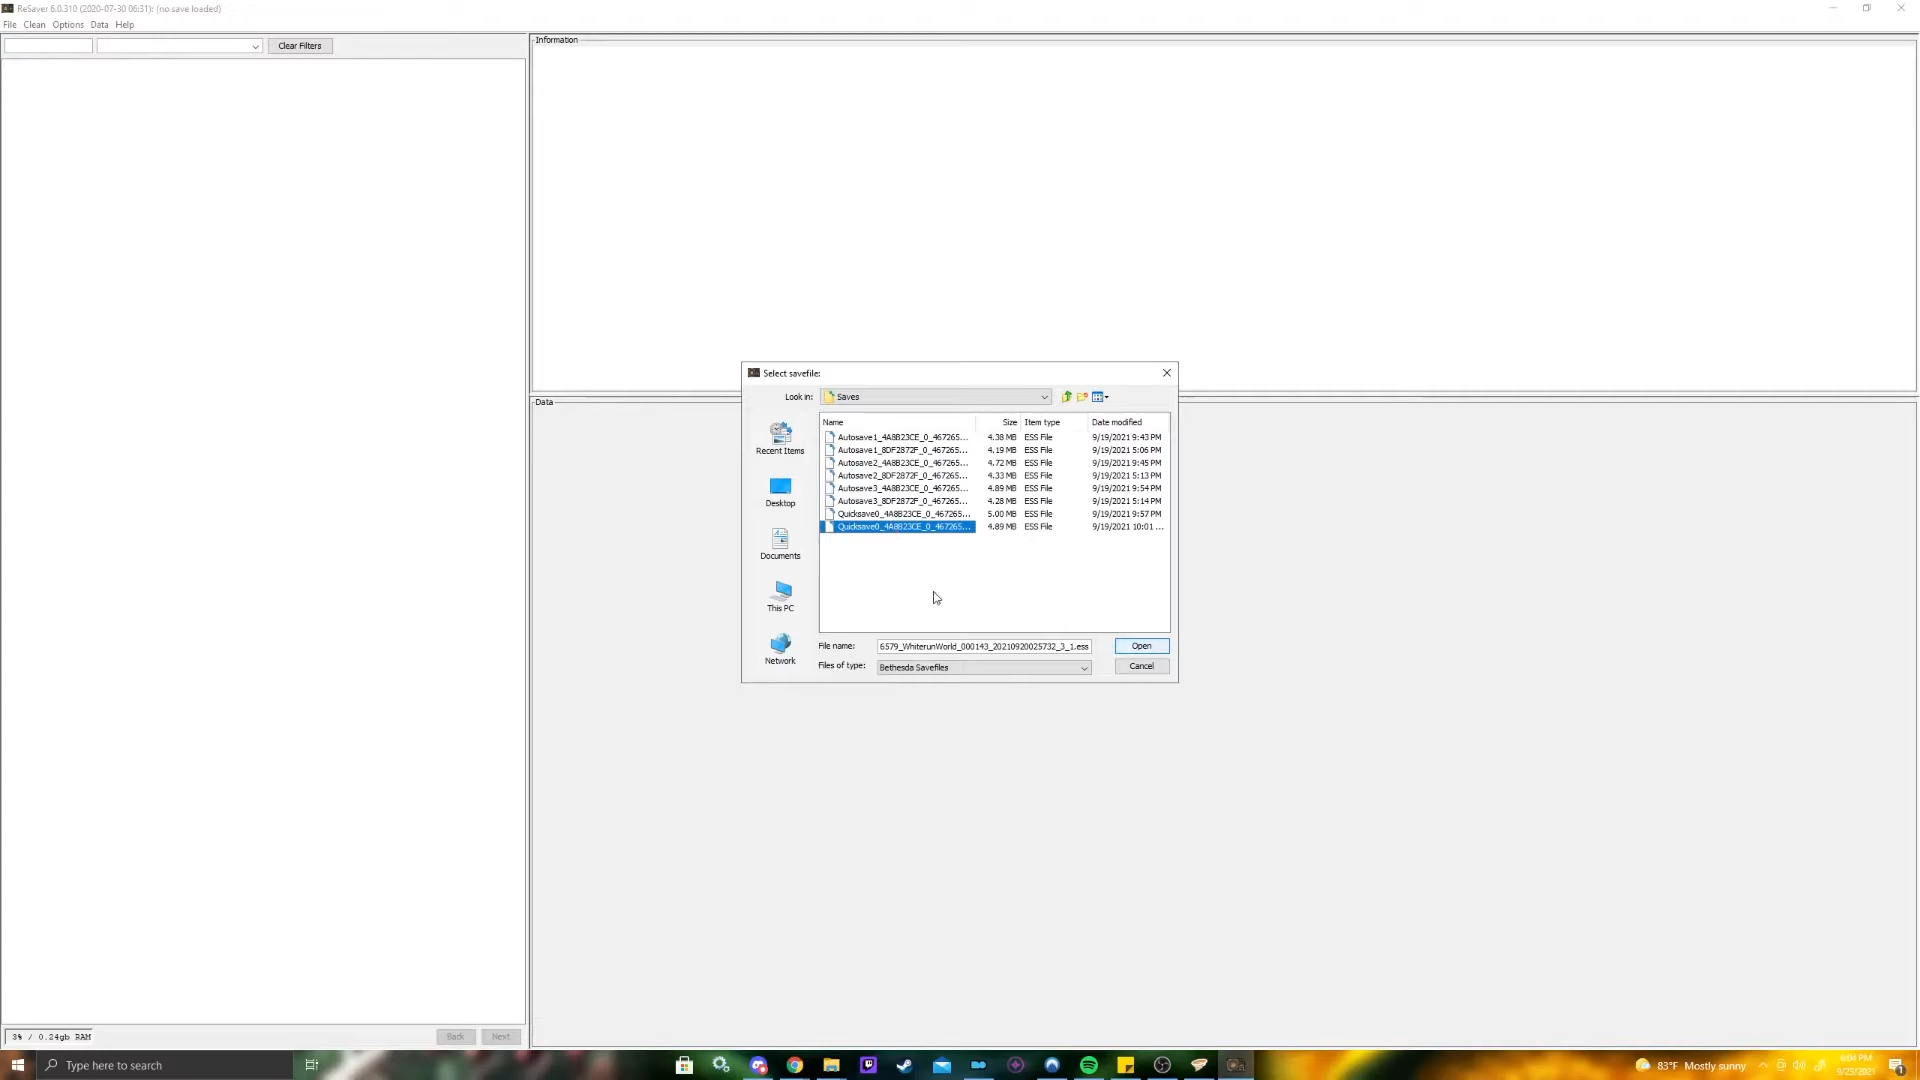 ReSaver 6.0.310 (2020-07-30 06:31): (no save loaded)
File Clean Options Data Help
Clear Filters
Information
Data
Select savefile:
Look in: Saves
Name Size Item type Date modified
Autosave1_4A8B23CE_0_467265... 4.38 MB ESS File 9/19/2021 9:43 PM
Autosave1_8DF2872F_0_467265... 4.19 MB ESS File 9/19/2021 5:06 PM
Autosave2_4A8B23CE_0_467265... 4.72 MB ESS File 9/19/2021 9:45 PM
Autosave2_8DF2872F_0_467265... 4.33 MB ESS File 9/19/2021 5:13 PM
Autosave3_4A8B23CE_0_467265... 4.89 MB ESS File 9/19/2021 9:54 PM
Autosave3_8DF2872F_0_467265... 4.28 MB ESS File 9/19/2021 5:14 PM
Quicksave0_4A8B23CE_0_467265... 5.00 MB ESS File 9/19/2021 9:57 PM
Quicksave0_4A8B23CE_0_467265... 4.89 MB ESS File 9/19/2021 10:01 ...
Recent Items
Desktop
Documents
This PC
Network
File name: 6579_WhiterunWorld_000143_20210920025732_3_1.ess Open
Files of type: Bethesda Savefiles Cancel
3% / 0.24gb RAM Back Next
Type here to search
83°F Mostly sunny
6:04 PM
9/23/2021
1